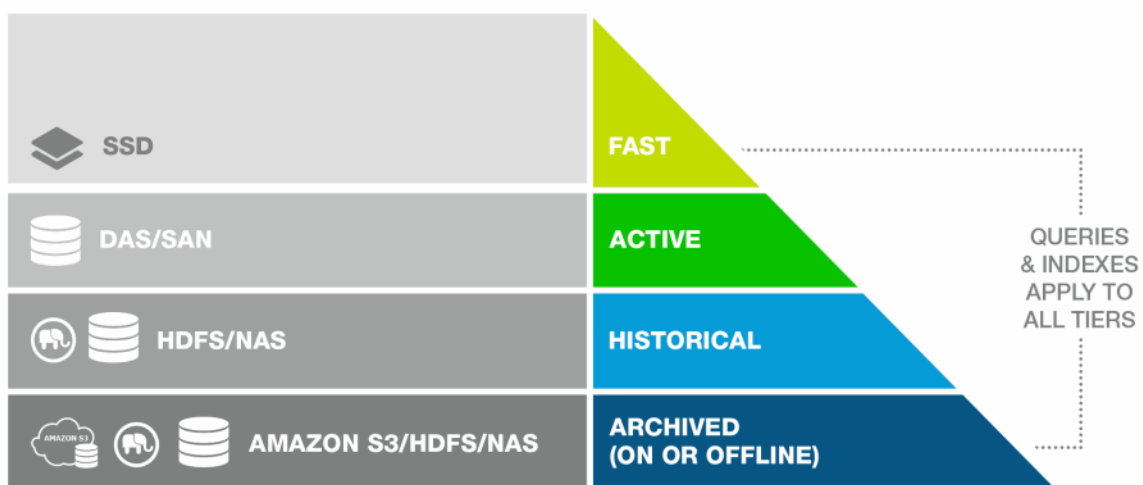 SSD
FAST
DAS/SAN
ACTIVE
QUERIES
& INDEXES
APPLY TO
ALL TIERS
HDFS/NAS
HISTORICAL
AMAZON S3
AMAZON S3/HDFS/NAS
ARCHIVED
(ON OR OFFLINE)